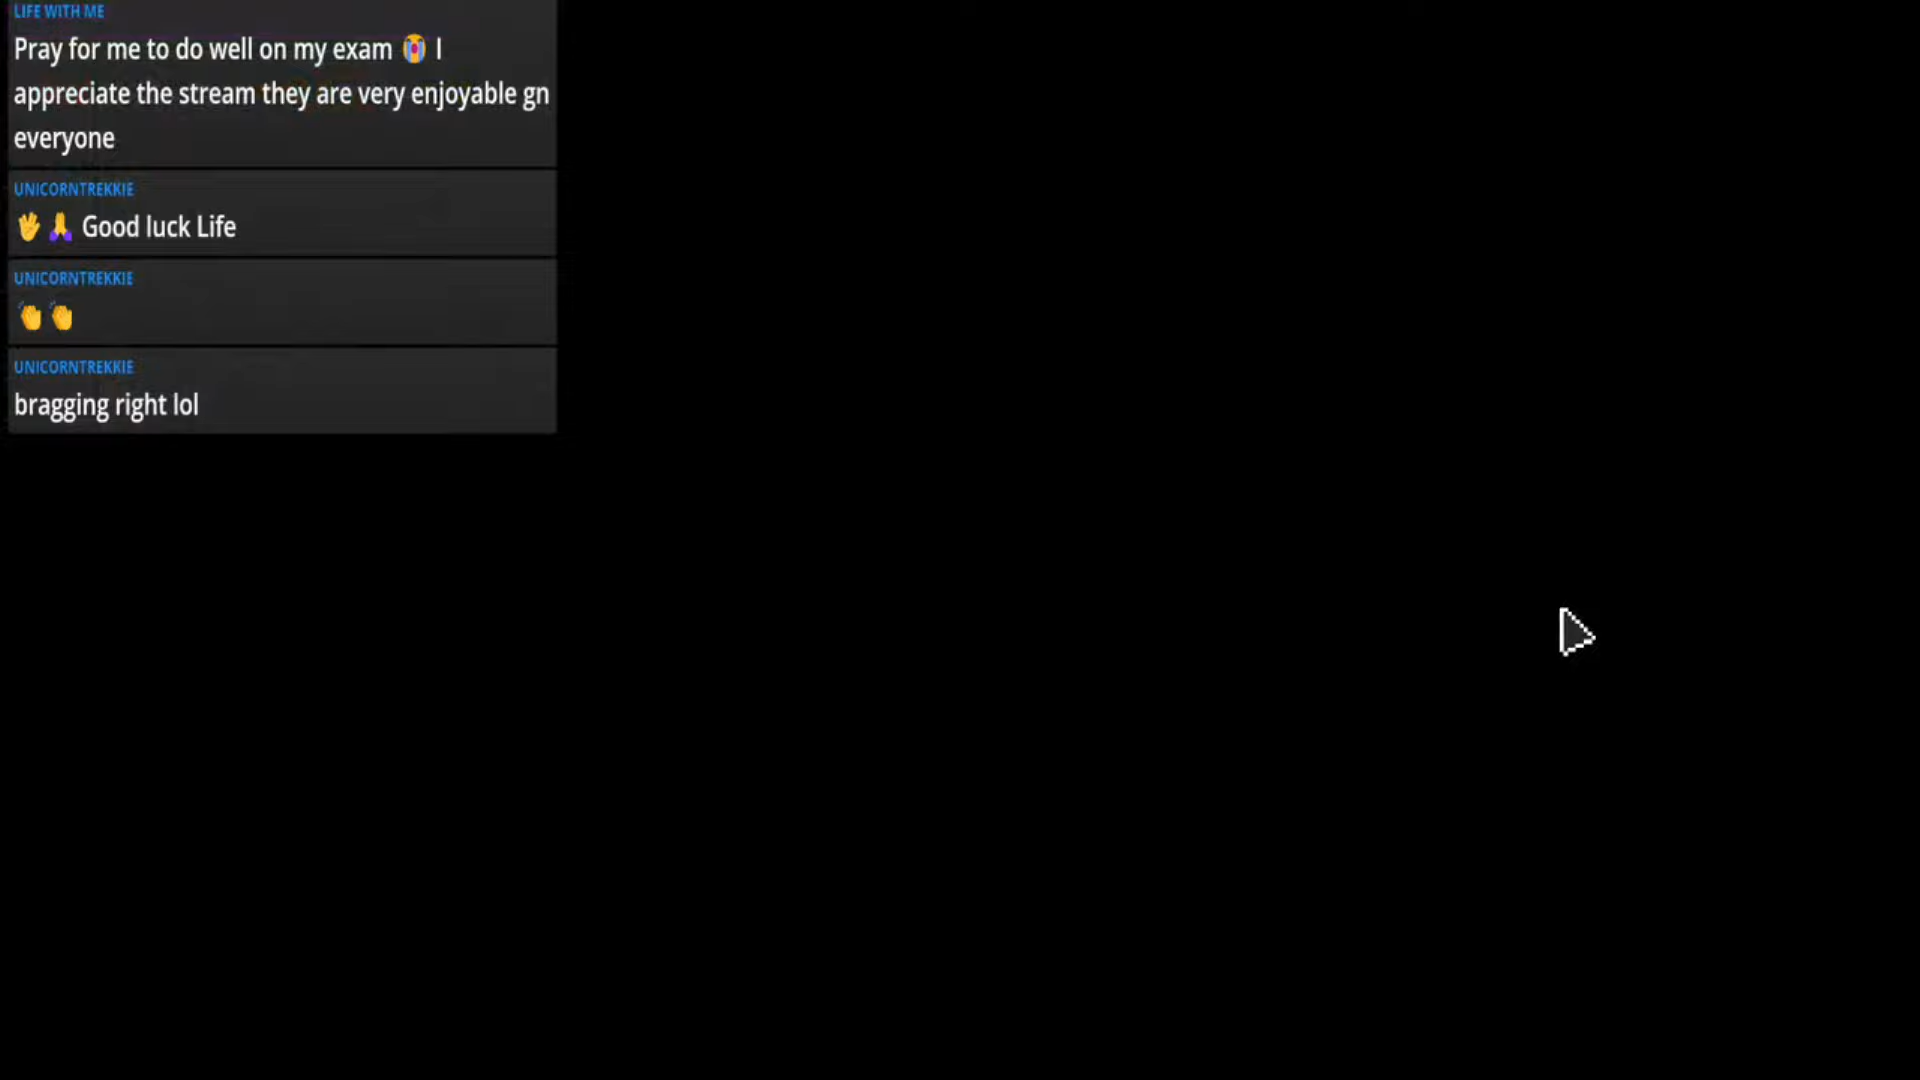 LIFE WITH ME
Pray for me to do well on my exam 😭 I
appreciate the stream they are very enjoyable gn
everyone
UNICORNTREKKIE
🖖🙏 Good luck Life
UNICORNTREKKIE
👏👏
UNICORNTREKKIE
bragging right lol